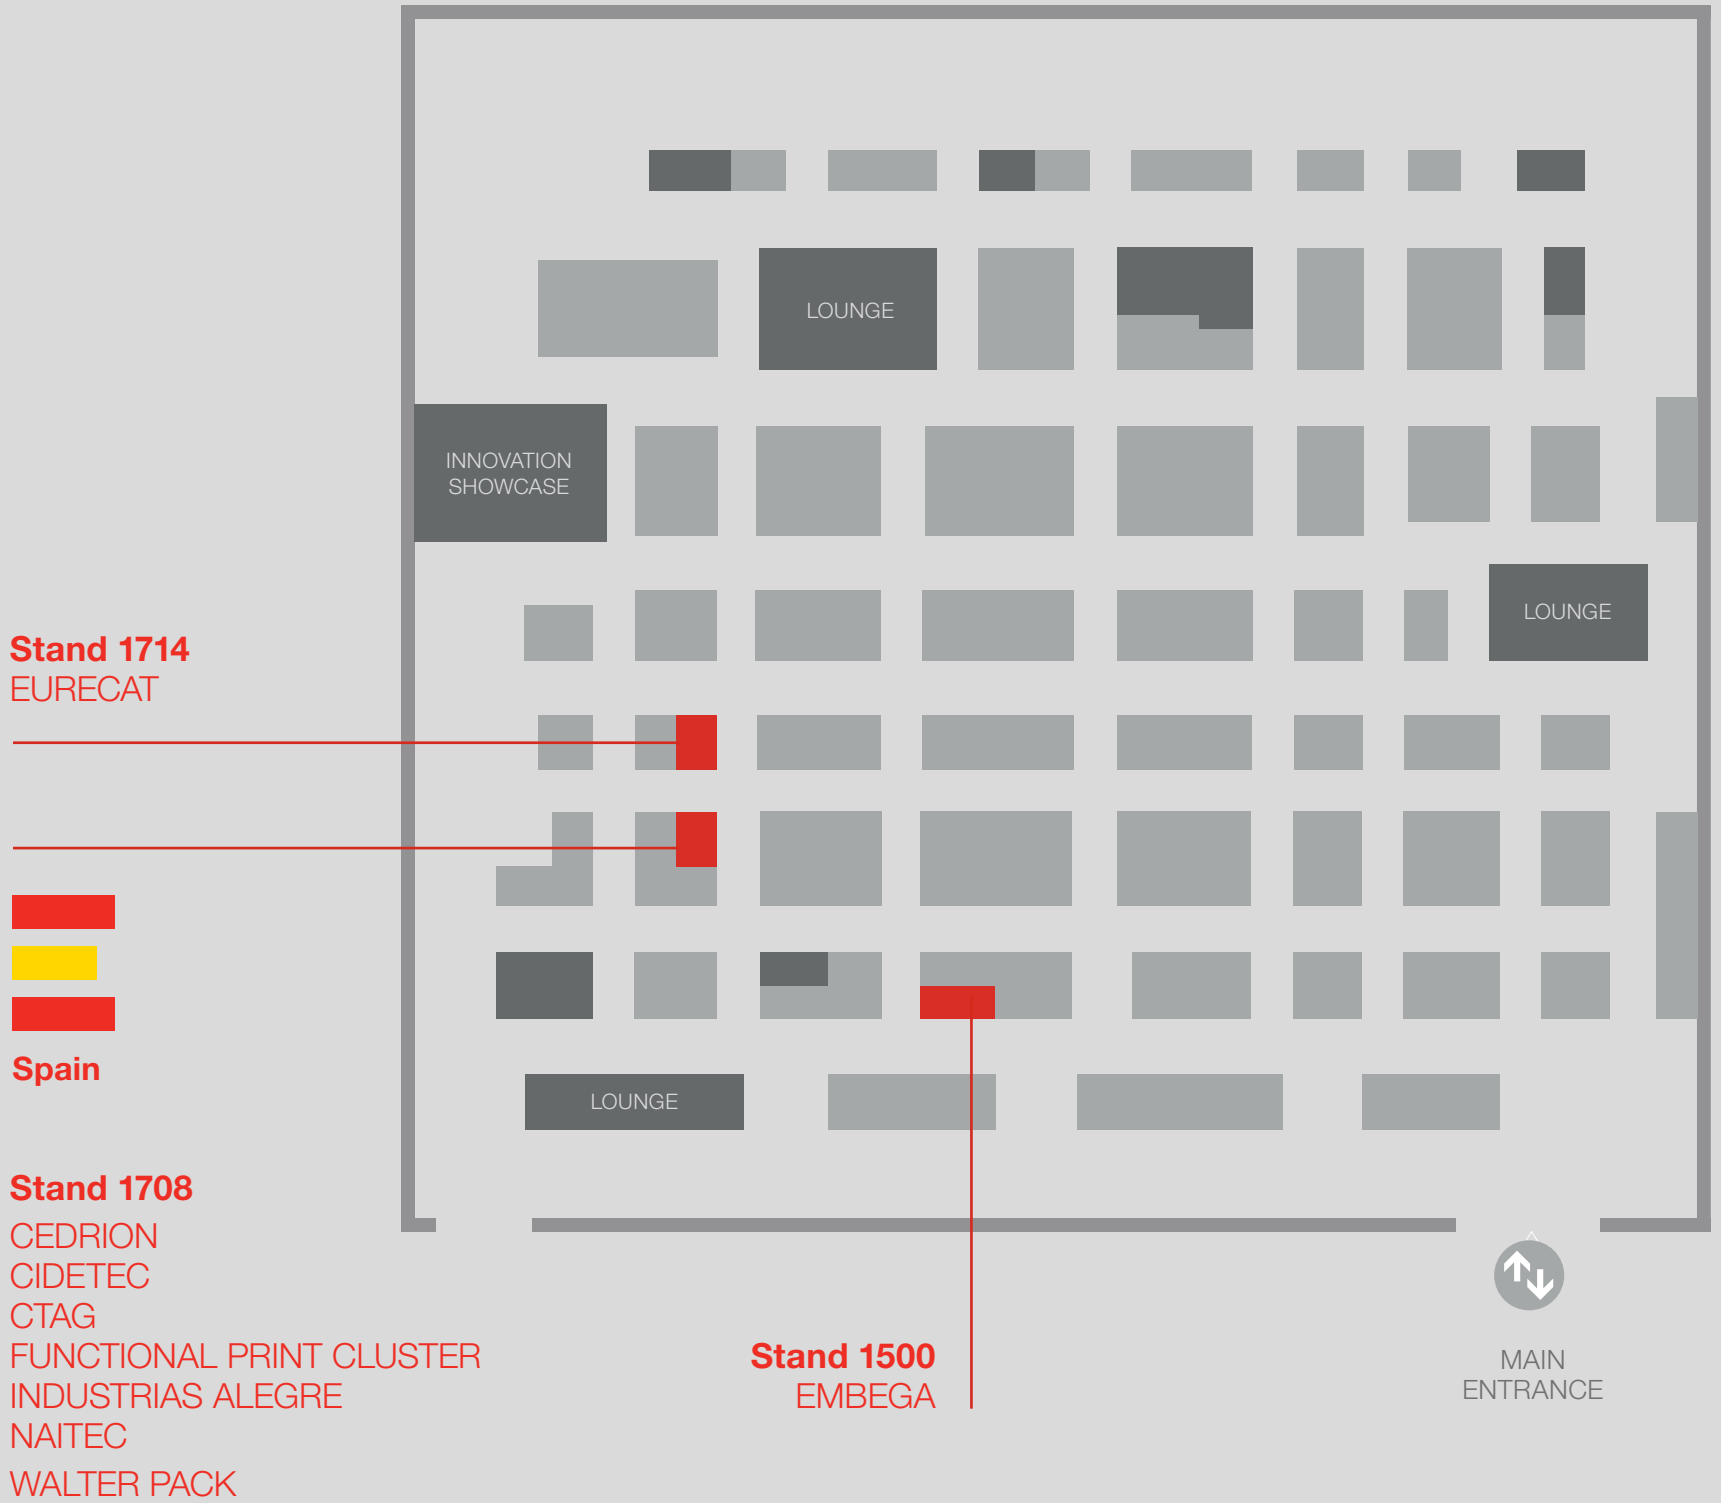 LOUNGE
INNOVATION
SHOWCASE
LOUNGE
Stand 1714
EURECAT
Spain
LOUNGE
Stand 1708
CEDRION
CIDETEC
CTAG
FUNCTIONAL PRINT CLUSTER
INDUSTRIAS ALEGRE
NAITEC
WALTER PACK
Stand 1500
EMBEGA
MAIN
ENTRANCE